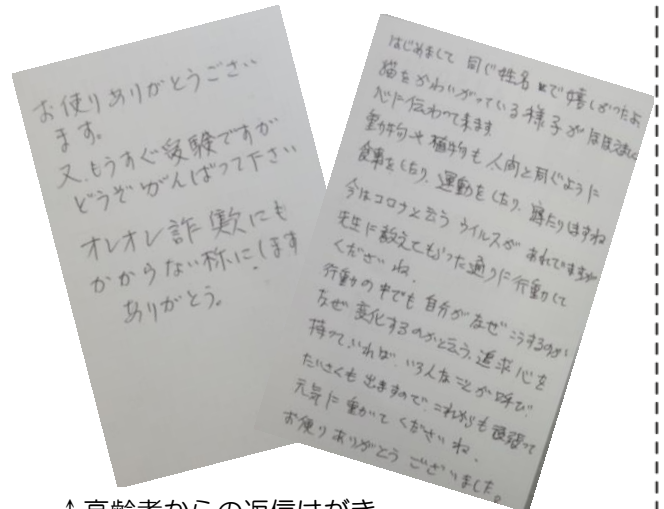 お便りありがとうござい
ます。
又、もうすぐ受験ですが
どうぞがんばって下さい
オレオレ詐欺にも
かからない様にします
ありがとう。
はじめまして 同じ姓名で嬉しかったよ
猫をかわいがっている様子がほほえましく
心に伝わって来ます
動物や植物も人間と同じように
食事をしたり、運動をしたり、寝たりしますね
今はコロナと云うウイルスがあれていますが
先生に教えてもらった通りに行動して
くださいね。
行動の中でも自分がなぜこうするのか
なぜ変化するのかと云う、追求心を
持っていれば、いろんなことが
も出ますので、これからも頑張って
元気に くださいね。
お便りありがとうございました。
↑高齢者からの返信はがき